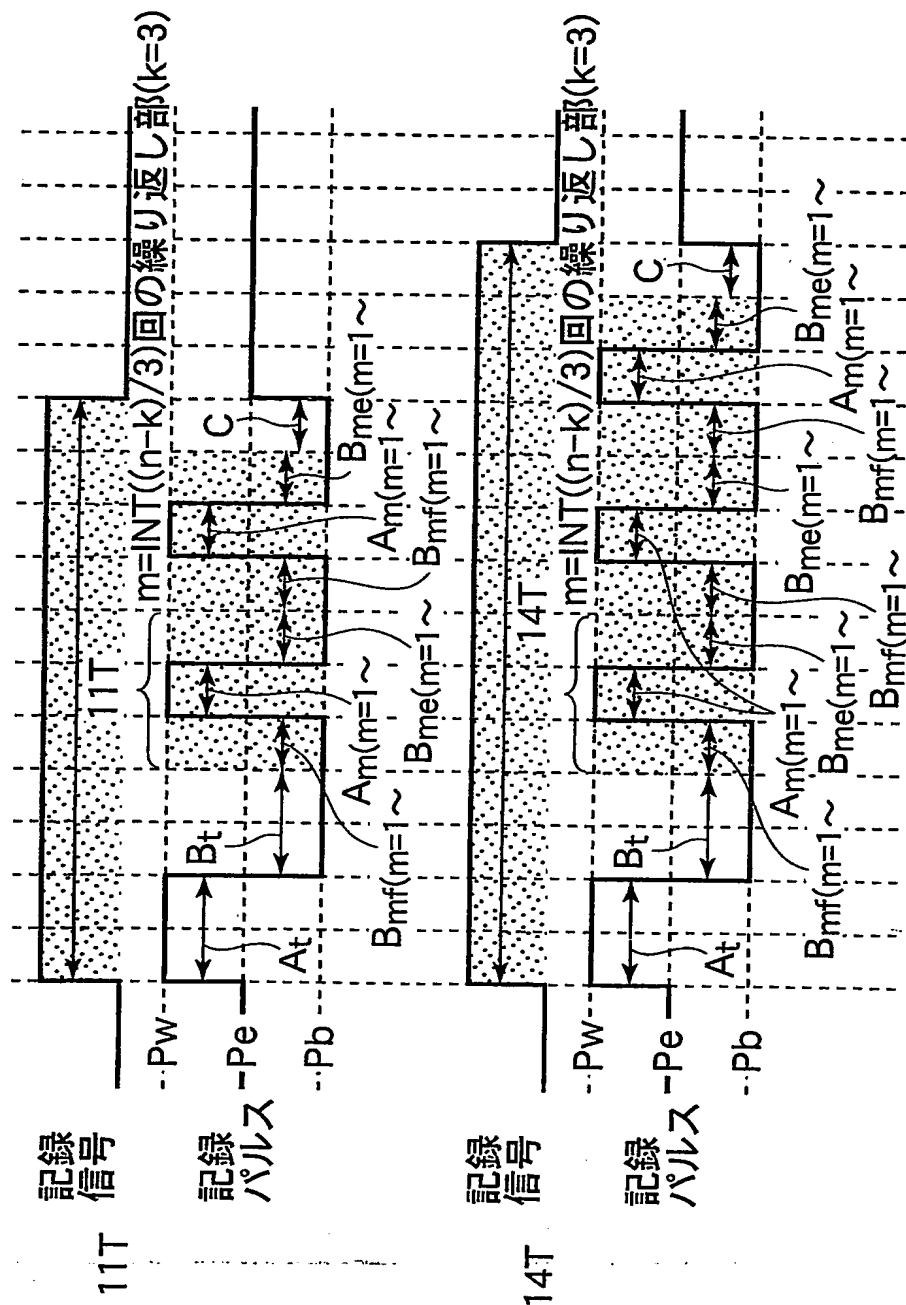 11T
記録
信号
11T
m=INT((n-k)/3)回の繰り返し部(k=3)
記録
パルス
--Pw
-Pe
--Pb
At
Bt
Bmf(m=1~
Am(m=1~
Bme(m=1~
Bmf(m=1~
Am(m=1~
Bme(m=1~
C
14T
記録
信号
14T
m=INT((n-k)/3)回の繰り返し部(k=3)
記録
パルス
--Pw
-Pe
--Pb
At
Bt
Bmf(m=1~
Am(m=1~
Bme(m=1~
Bmf(m=1~
Bme(m=1~
Bmf(m=1~
Am(m=1~
Bme(m=1~
C